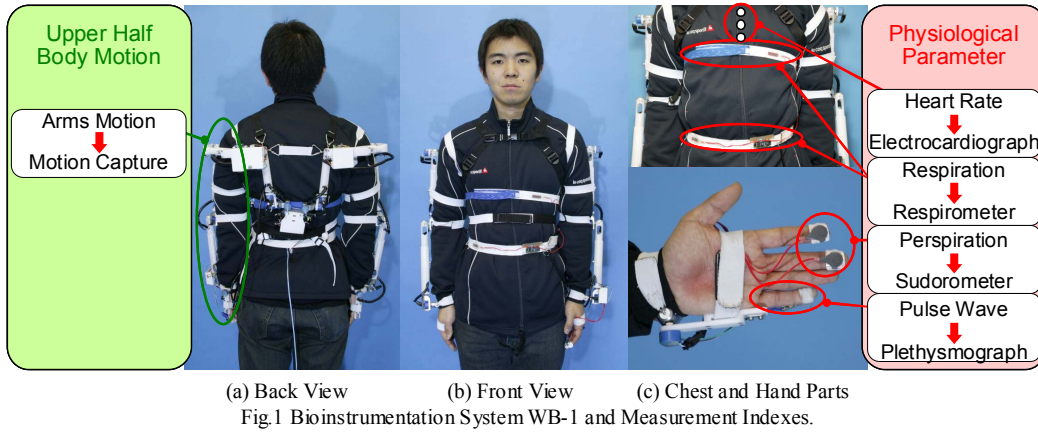 Upper Half
Body Motion
Arms Motion
Motion Capture
Physiological
Parameter
Heart Rate
Electrocardiograph
Respiration
Respirometer
Perspiration
Sudorometer
Pulse Wave
Plethysmograph
(a) Back View
(b) Front View
(c) Chest and Hand Parts
Fig.1 Bioinstrumentation System WB-1 and Measurement Indexes.